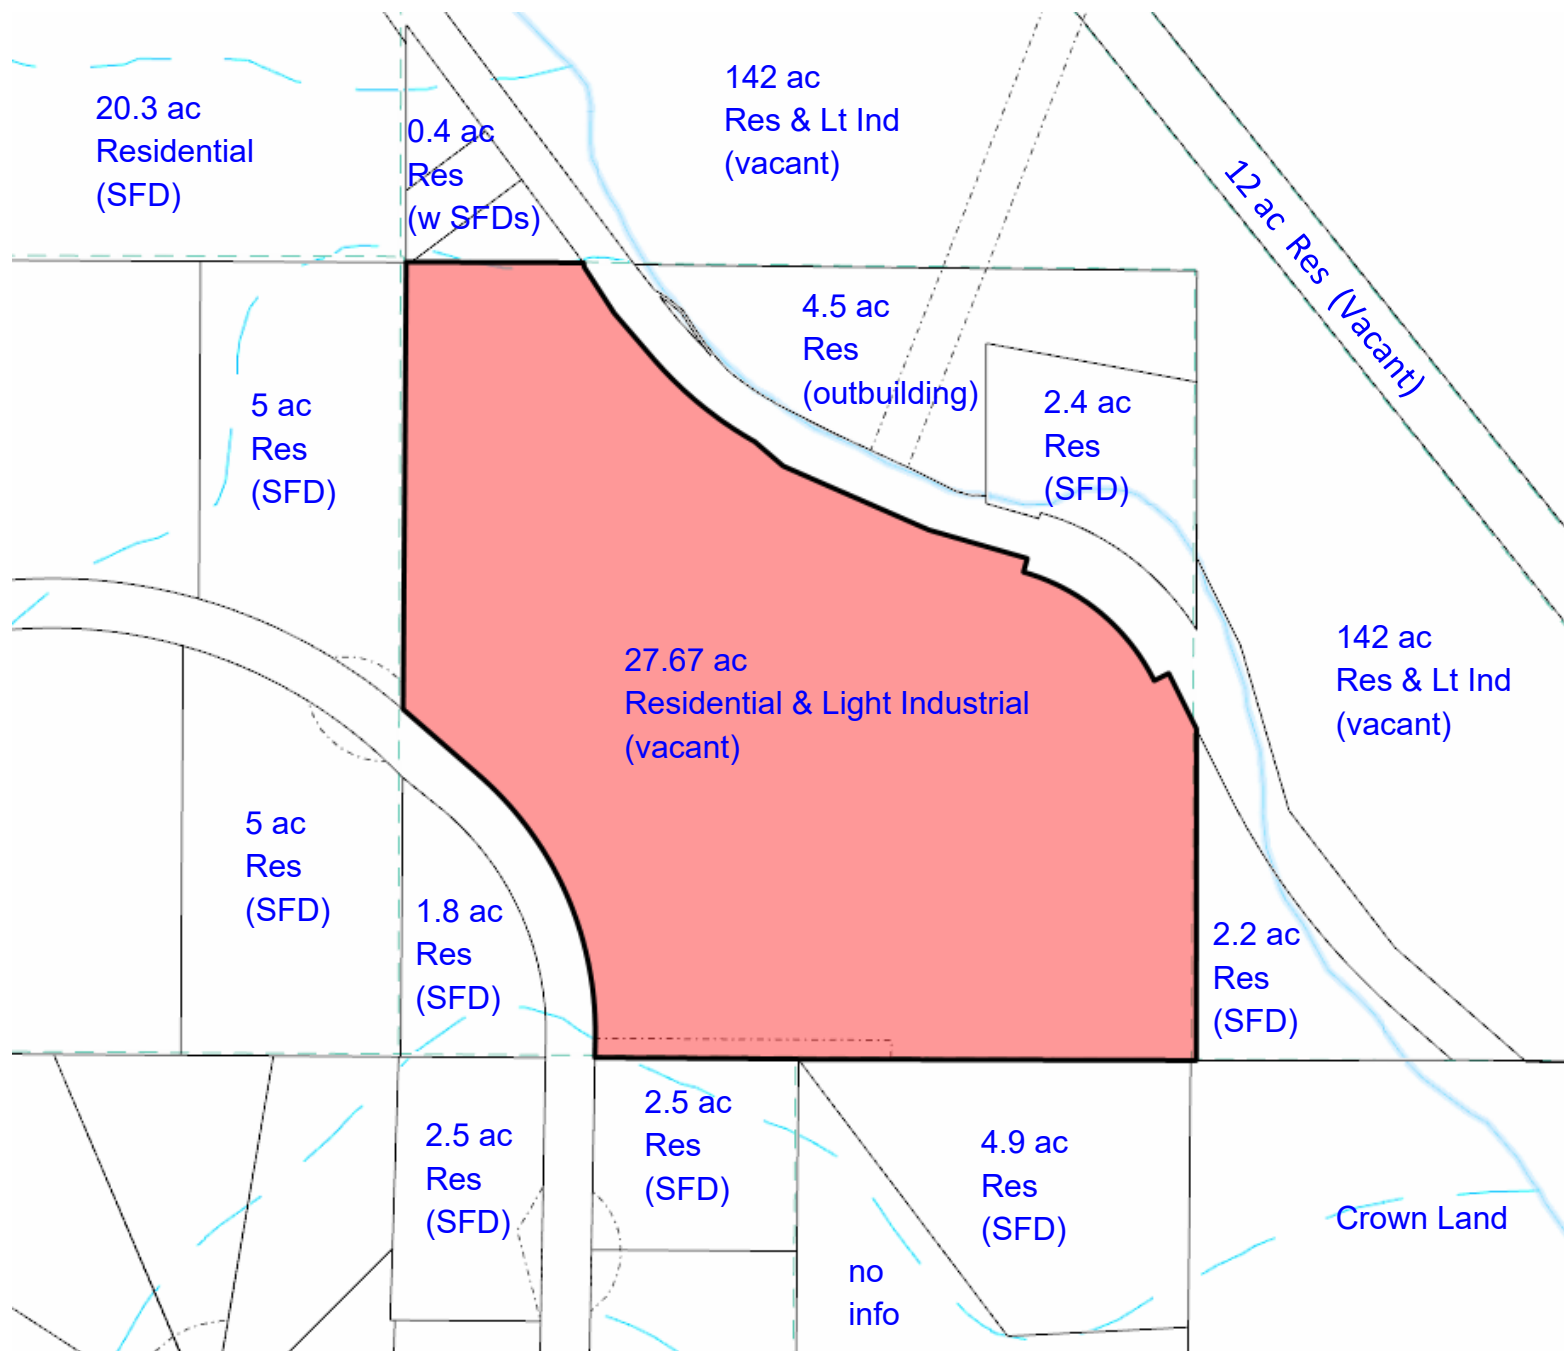 20.3 ac
Residential
(SFD)
0.4 ac
Res
(w SFDs)
142 ac
Res & Lt Ind
(vacant)
12 ac Res (Vacant)
4.5 ac
Res
(outbuilding)
2.4 ac
Res
(SFD)
5 ac
Res
(SFD)
27.67 ac
Residential & Light Industrial
(vacant)
142 ac
Res & Lt Ind
(vacant)
5 ac
Res
(SFD)
1.8 ac
Res
(SFD)
2.2 ac
Res
(SFD)
2.5 ac
Res
(SFD)
2.5 ac
Res
(SFD)
4.9 ac
Res
(SFD)
Crown Land
no
info